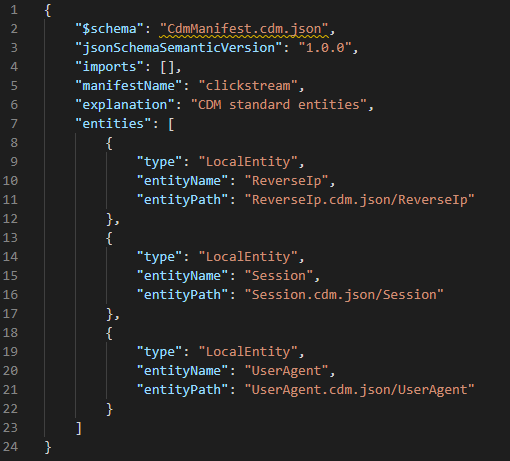 1 {
2     "$schema": "CdmManifest.cdm.json",
3     "jsonSchemaSemanticVersion": "1.0.0",
4     "imports": [],
5     "manifestName": "clickstream",
6     "explanation": "CDM standard entities",
7     "entities": [
8         {
9             "type": "LocalEntity",
10             "entityName": "ReverseIp",
11             "entityPath": "ReverseIp.cdm.json/ReverseIp"
12         },
13         {
14             "type": "LocalEntity",
15             "entityName": "Session",
16             "entityPath": "Session.cdm.json/Session"
17         },
18         {
19             "type": "LocalEntity",
20             "entityName": "UserAgent",
21             "entityPath": "UserAgent.cdm.json/UserAgent"
22         }
23     ]
24 }